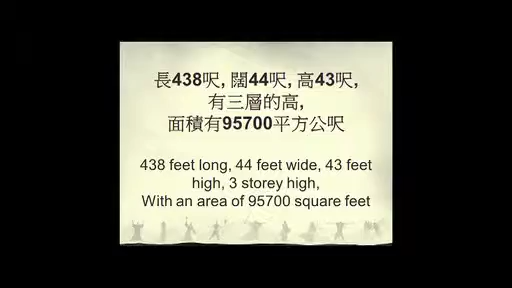 長438呎, 闊44呎, 高43呎,
有三層的高,
面積有95700平方公呎
438 feet long, 44 feet wide, 43 feet
high, 3 storey high,
With an area of 95700 square feet